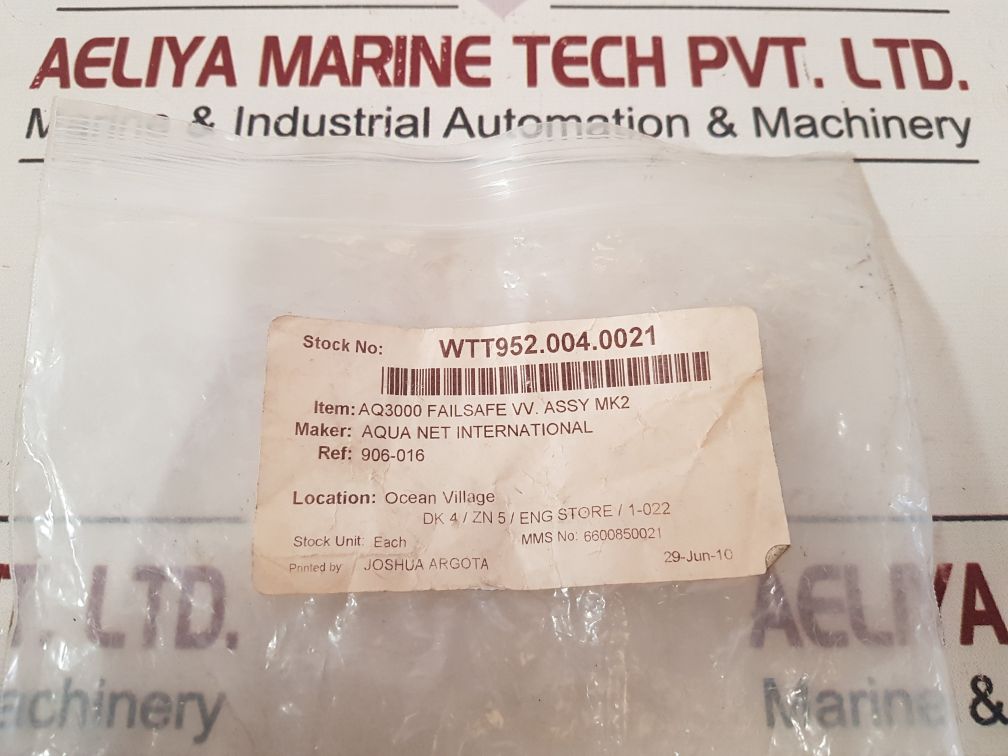 AELIYA MARINE TECH PVT. LTD.
Marine & Industrial Automation & Machinery
Stock No: WTT952.004.0021
Item: AQ3000 FAILSAFE VV. ASSY MK2
Maker: AQUA NET INTERNATIONAL
Ref: 906-016
Location: Ocean Village
DK 4 / ZN 5 / ENG STORE / 1-022
Stock Unit: Each MMS No: 6600850021
Printed by JOSHUA ARGOTA 29-Jun-10
T. LTD. AELIYA
achinery Marine &